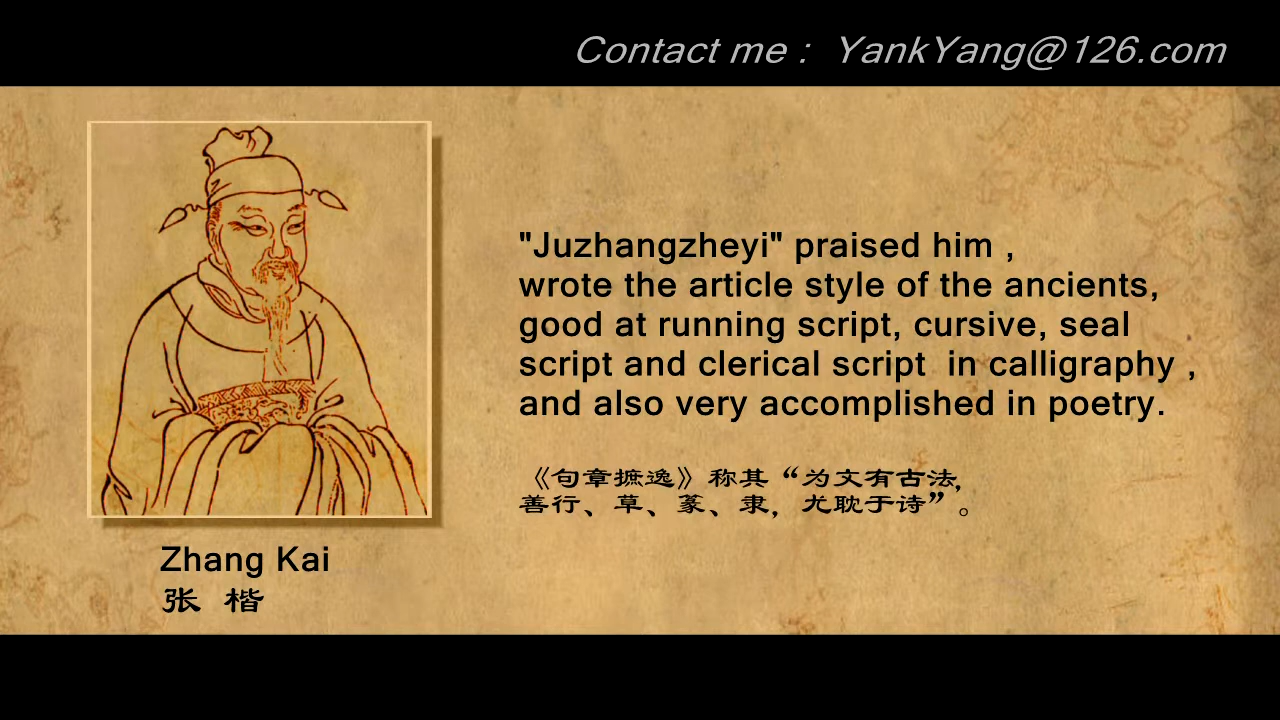 Contact me :  YankYang@126.com
"Juzhangzheyi" praised him ,
wrote the article style of the ancients,
good at running script, cursive, seal
script and clerical script  in calligraphy ,
and also very accomplished in poetry.
《句章摭逸》称其“为文有古法,
善行、草、篆、隶，尤耽于诗”。
Zhang Kai
张 楷